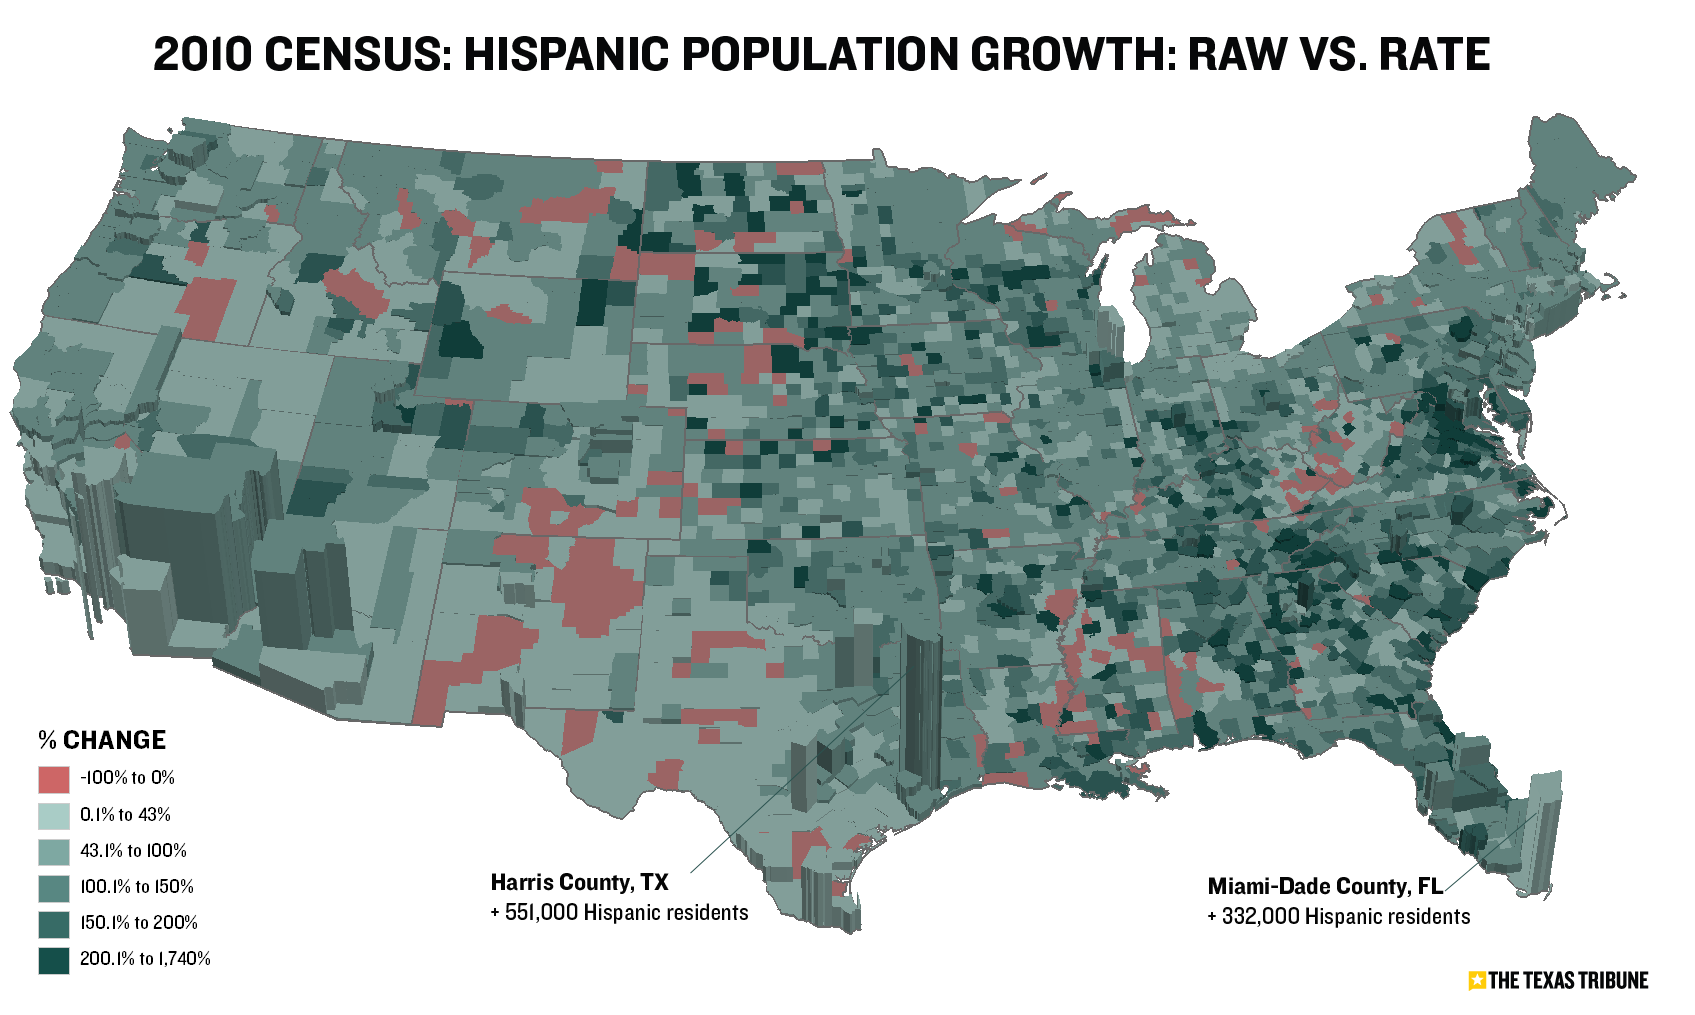 2010 CENSUS: HISPANIC POPULATION GROWTH: RAW VS. RATE
% CHANGE
-100% to 0%
0.1% to 43%
43.1% to 100%
100.1% to 150%
150.1% to 200%
200.1% to 1,740%
Harris County, TX
+ 551,000 Hispanic residents
Miami-Dade County, FL
+ 332,000 Hispanic residents
THE TEXAS TRIBUNE